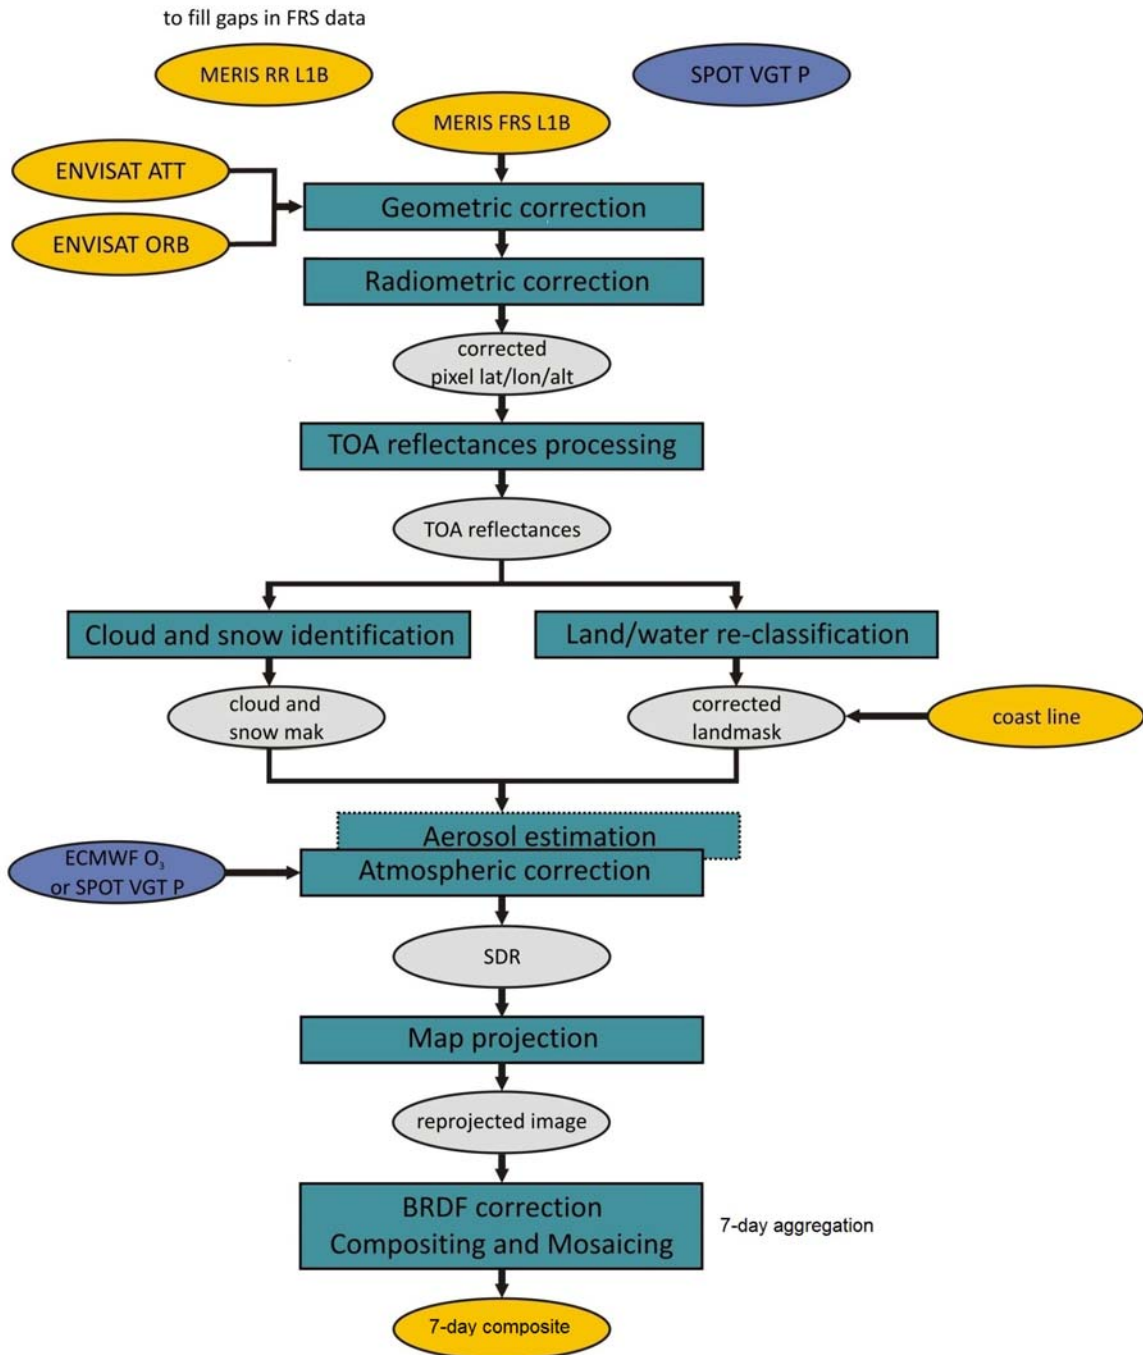 to fill gaps in FRS data
MERIS RR L1B
SPOT VGT P
MERIS FRS L1B
ENVISAT ATT
Geometric correction
ENVISAT ORB
Radiometric correction
corrected
pixel lat/lon/alt
TOA reflectances processing
TOA reflectances
Cloud and snow identification
Land/water re-classification
cloud and
snow mak
corrected
landmask
coast line
Aerosol estimation
ECMWF O₃
or SPOT VGT P
Atmospheric correction
SDR
Map projection
reprojected image
BRDF correction
Compositing and Mosaicing
7-day aggregation
7-day composite